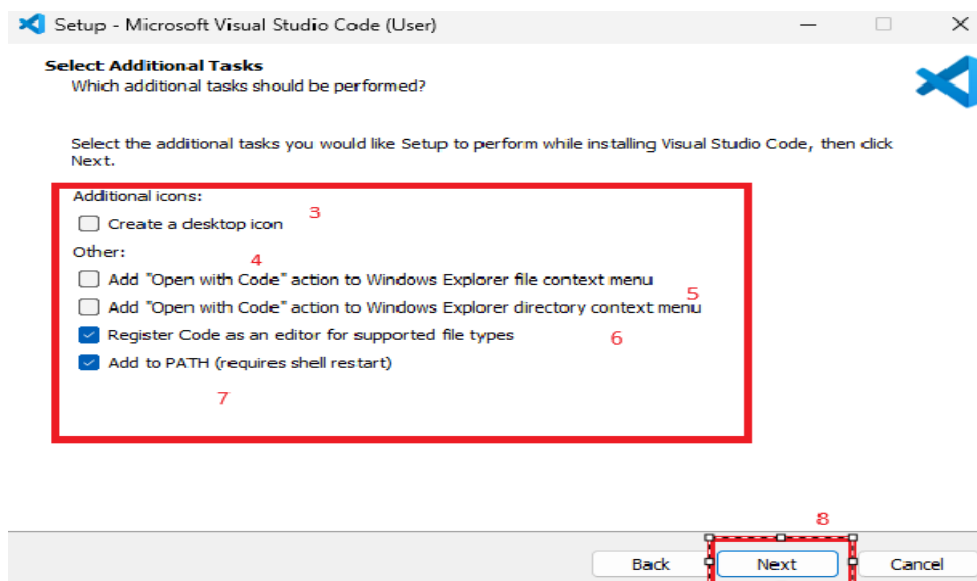 Setup - Microsoft Visual Studio Code (User)
Select Additional Tasks
Which additional tasks should be performed?
Select the additional tasks you would like Setup to perform while installing Visual Studio Code, then click
Next.
Additional icons:
3
Create a desktop icon
Other:
4
Add "Open with Code" action to Windows Explorer file context menu
5
Add "Open with Code" action to Windows Explorer directory context menu
Register Code as an editor for supported file types
6
Add to PATH (requires shell restart)
7
8
Back Next Cancel